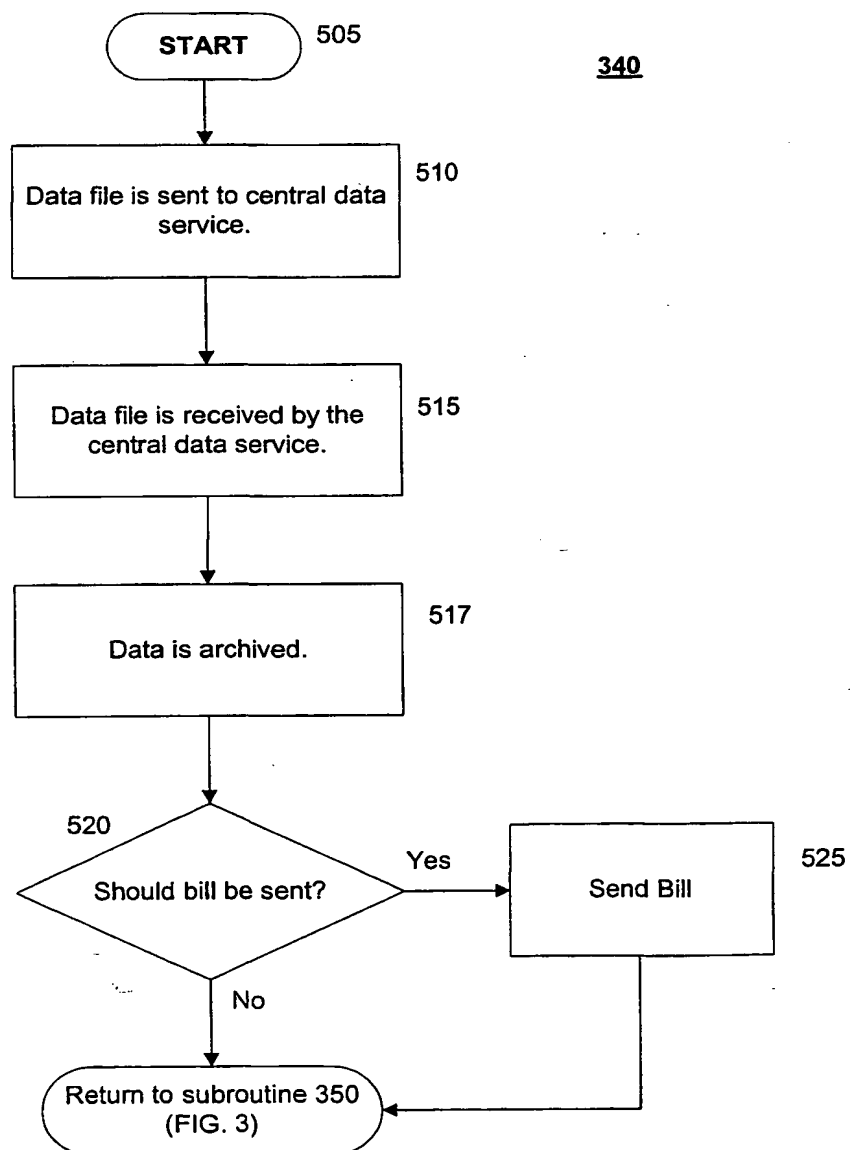 START
505
340
Data file is sent to central data
service.
510
Data file is received by the
central data service.
515
Data is archived.
517
520
Should bill be sent?
Yes
Send Bill
525
No
Return to subroutine 350
(FIG. 3)